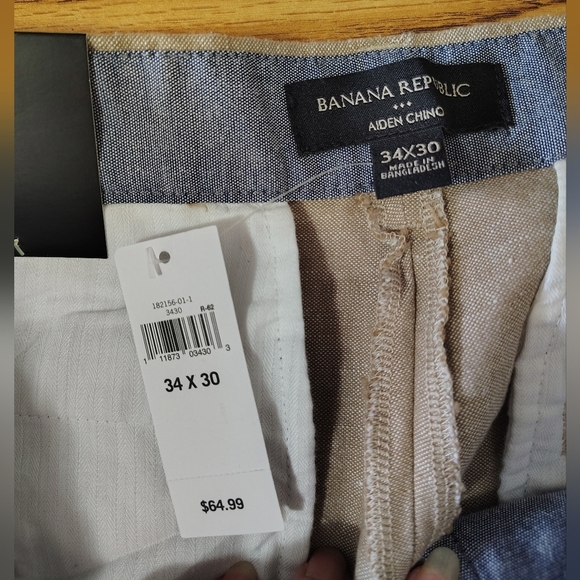 BANANA REPUBLIC
AIDEN CHINO
34X30
MADE IN
BANGLADESH
182156-01-1
3430
R-62
1 11873 03430 3
34 X 30
$64.99